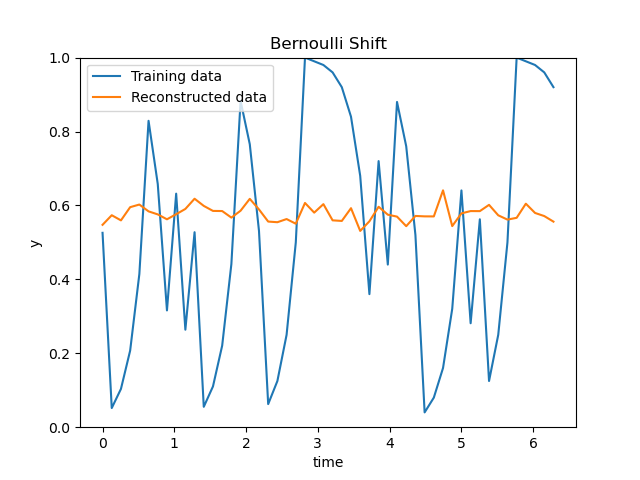 Bernoulli Shift
Training data
Reconstructed data
1.0
0.8
0.6
0.4
0.2
0.0
y
0 1 2 3 4 5 6
time